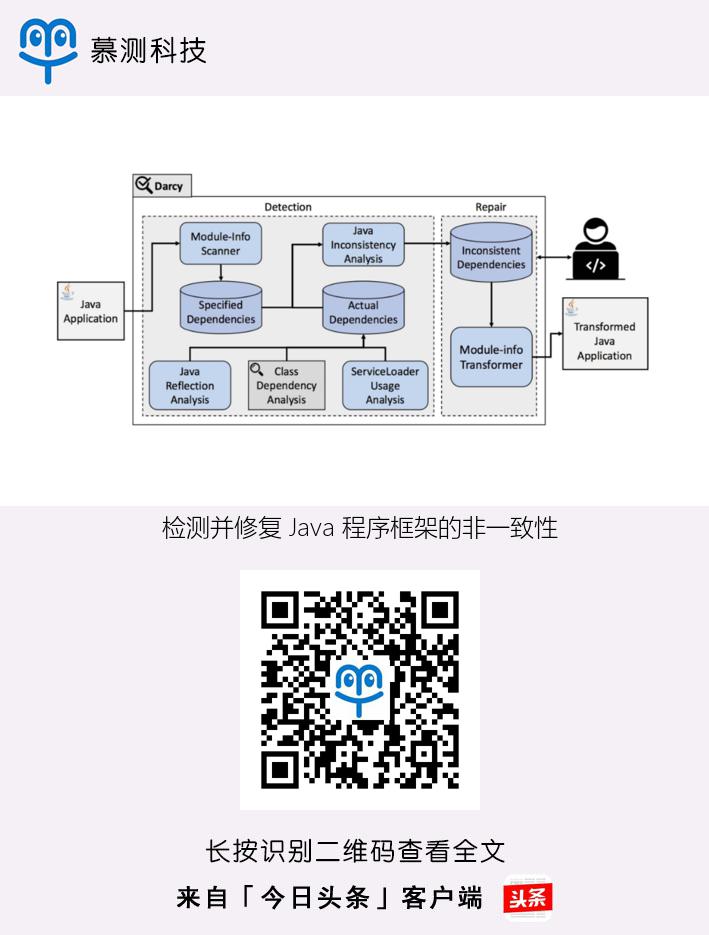 慕测科技
Darcy
Detection
Repair
Module-Info
Scanner
Java
Inconsistency
Analysis
Inconsistent
Dependencies
</>
Java
Application
Specified
Dependencies
Actual
Dependencies
Transformed
Java
Application
Module-info
Transformer
Java
Reflection
Analysis
Class
Dependency
Analysis
ServiceLoader
Usage
Analysis
检测并修复 Java 程序框架的非一致性
长按识别二维码查看全文
来自「今日头条」客户端
头条